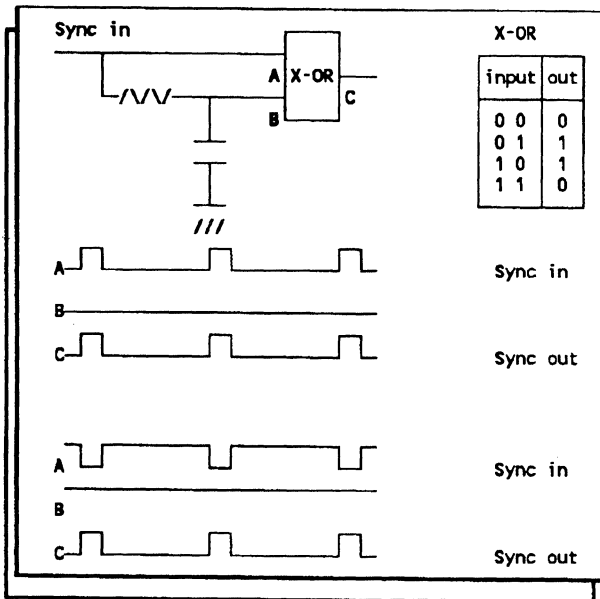 Sync in
X-OR
A X-OR
C
B
input out
0 0 0
0 1 1
1 0 1
1 1 0
A
Sync in
B
C
Sync out
A
Sync in
B
C
Sync out